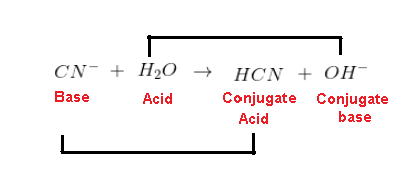 CN⁻ + H₂O → HCN + OH⁻
Base Acid Conjugate Acid Conjugate base